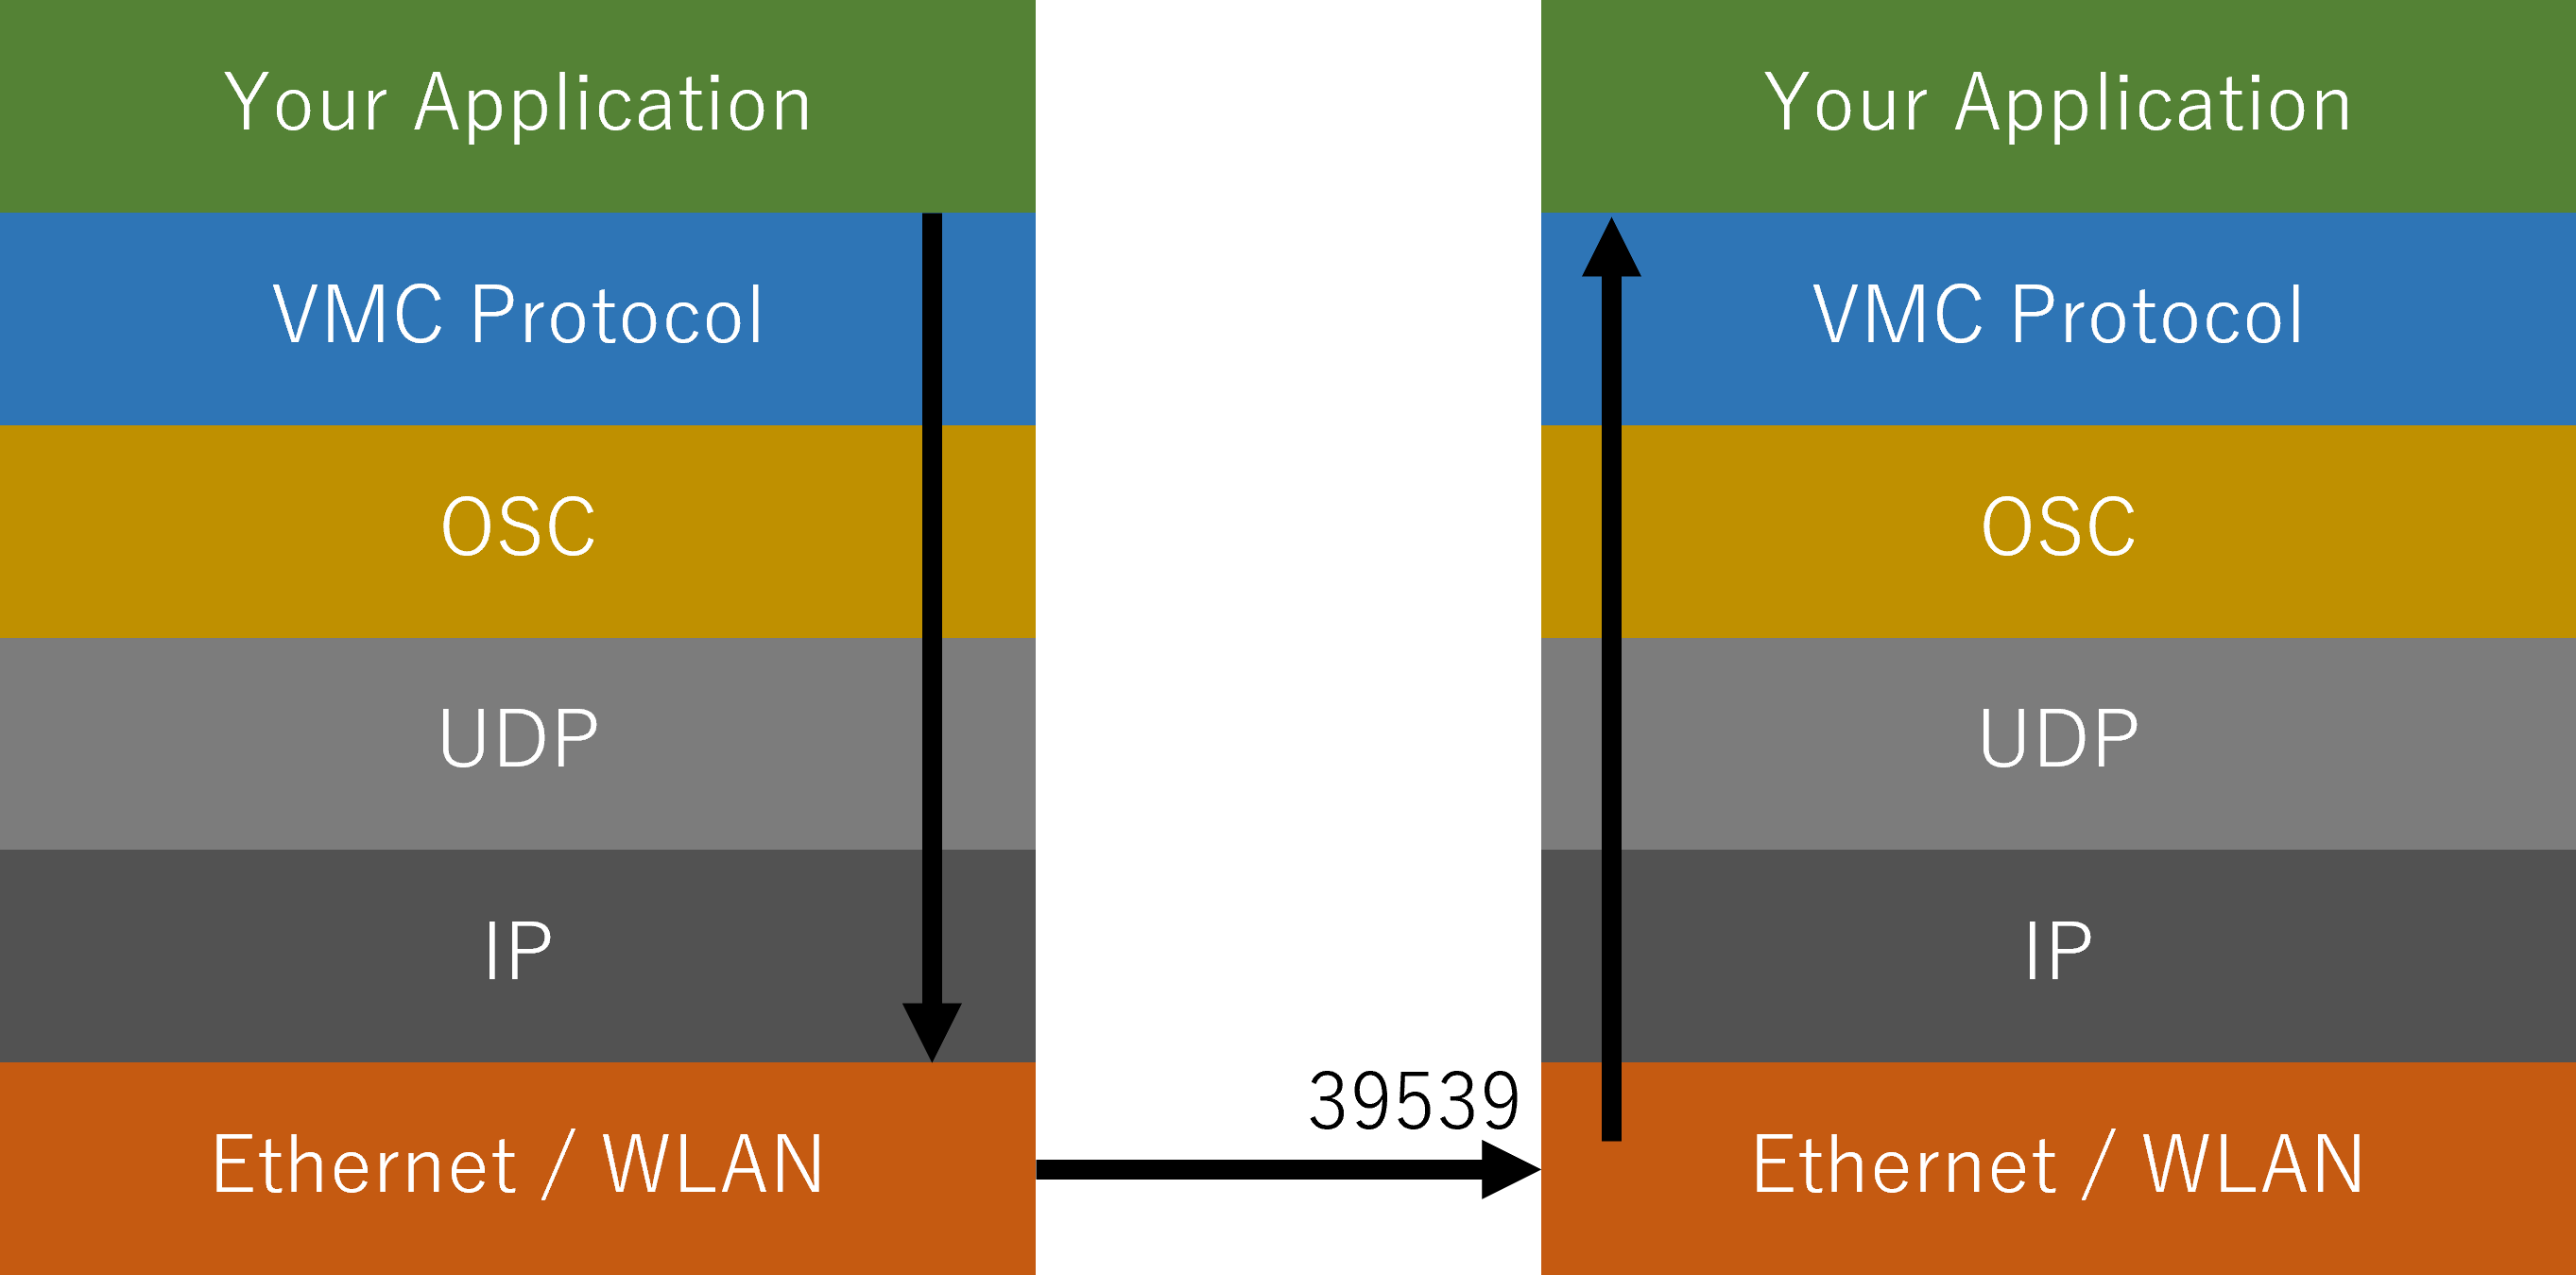 Your Application
VMC Protocol
OSC
UDP
IP
Ethernet / WLAN
39539
Your Application
VMC Protocol
OSC
UDP
IP
Ethernet / WLAN